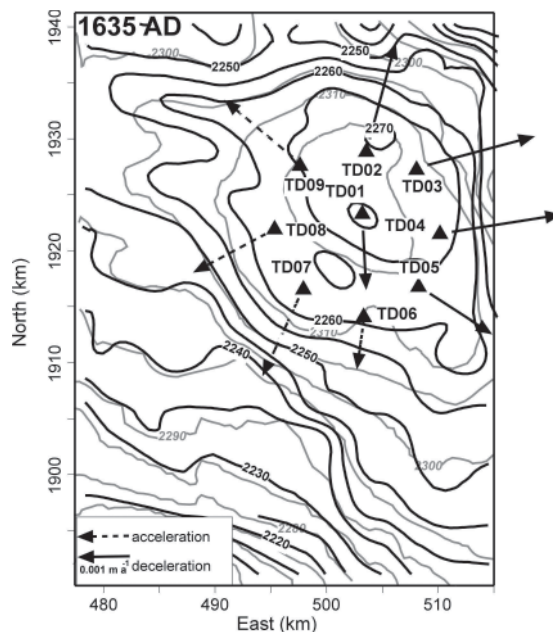 1635 AD
1940
2300
2250
2260
2300
2310
1930
2270
TD02
TD03
TD09
TD01
TD04
TD08
1920
TD07
TD05
TD06
2260
2310
2250
2240
1910
2290
2300
1900
2230
2280
2220
acceleration
0.001 m a⁻¹ deceleration
480
490
500
510
East (km)
North (km)